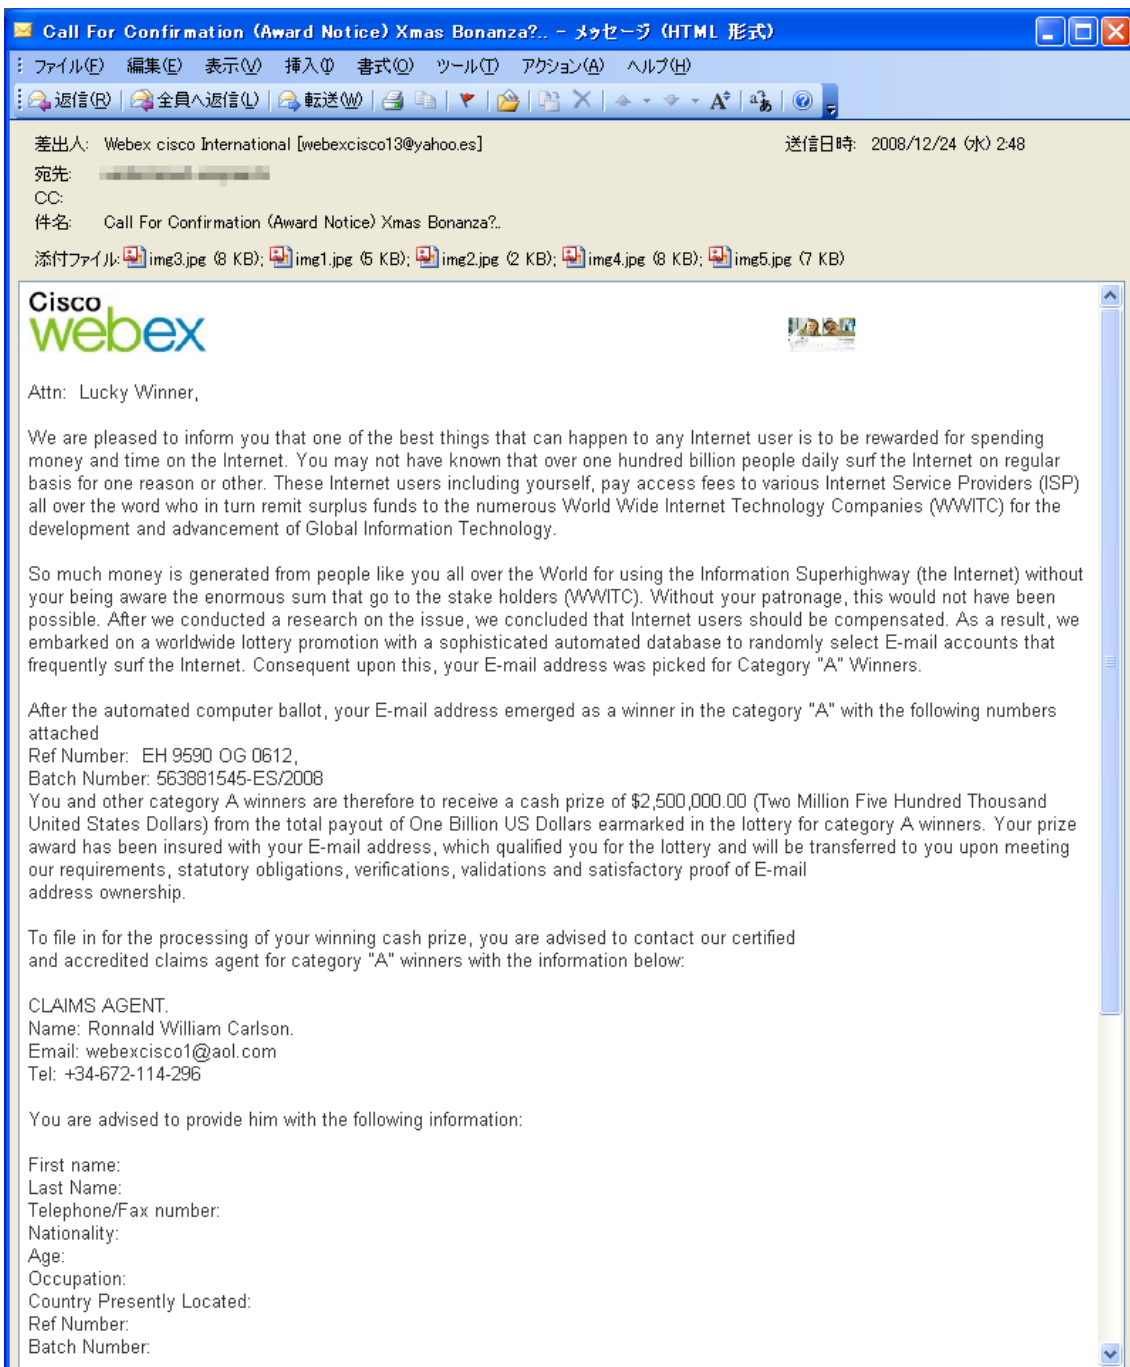 Call For Confirmation (Award Notice) Xmas Bonanza?.. - メッセージ (HTML 形式)
ファイル(F) 編集(E) 表示(V) 挿入(I) 書式(O) ツール(T) アクション(A) ヘルプ(H)
返信(R) 全員へ返信(L) 転送(W)
差出人: Webex cisco International [webexcisco13@yahoo.es] 送信日時: 2008/12/24 (水) 2:48
宛先:
CC:
件名: Call For Confirmation (Award Notice) Xmas Bonanza?..
添付ファイル: img3.jpg (8 KB); img1.jpg (5 KB); img2.jpg (2 KB); img4.jpg (8 KB); img5.jpg (7 KB)
Cisco
webex
Attn: Lucky Winner,
We are pleased to inform you that one of the best things that can happen to any Internet user is to be rewarded for spending
money and time on the Internet. You may not have known that over one hundred billion people daily surf the Internet on regular
basis for one reason or other. These Internet users including yourself, pay access fees to various Internet Service Providers (ISP)
all over the word who in turn remit surplus funds to the numerous World Wide Internet Technology Companies (WWITC) for the
development and advancement of Global Information Technology.
So much money is generated from people like you all over the World for using the Information Superhighway (the Internet) without
your being aware the enormous sum that go to the stake holders (WWITC). Without your patronage, this would not have been
possible. After we conducted a research on the issue, we concluded that Internet users should be compensated. As a result, we
embarked on a worldwide lottery promotion with a sophisticated automated database to randomly select E-mail accounts that
frequently surf the Internet. Consequent upon this, your E-mail address was picked for Category "A" Winners.
After the automated computer ballot, your E-mail address emerged as a winner in the category "A" with the following numbers
attached
Ref Number: EH 9590 OG 0612,
Batch Number: 563881545-ES/2008
You and other category A winners are therefore to receive a cash prize of $2,500,000.00 (Two Million Five Hundred Thousand
United States Dollars) from the total payout of One Billion US Dollars earmarked in the lottery for category A winners. Your prize
award has been insured with your E-mail address, which qualified you for the lottery and will be transferred to you upon meeting
our requirements, statutory obligations, verifications, validations and satisfactory proof of E-mail
address ownership.
To file in for the processing of your winning cash prize, you are advised to contact our certified
and accredited claims agent for category "A" winners with the information below:
CLAIMS AGENT.
Name: Ronnald William Carlson.
Email: webexcisco1@aol.com
Tel: +34-672-114-296
You are advised to provide him with the following information:
First name:
Last Name:
Telephone/Fax number:
Nationality:
Age:
Occupation:
Country Presently Located:
Ref Number:
Batch Number: